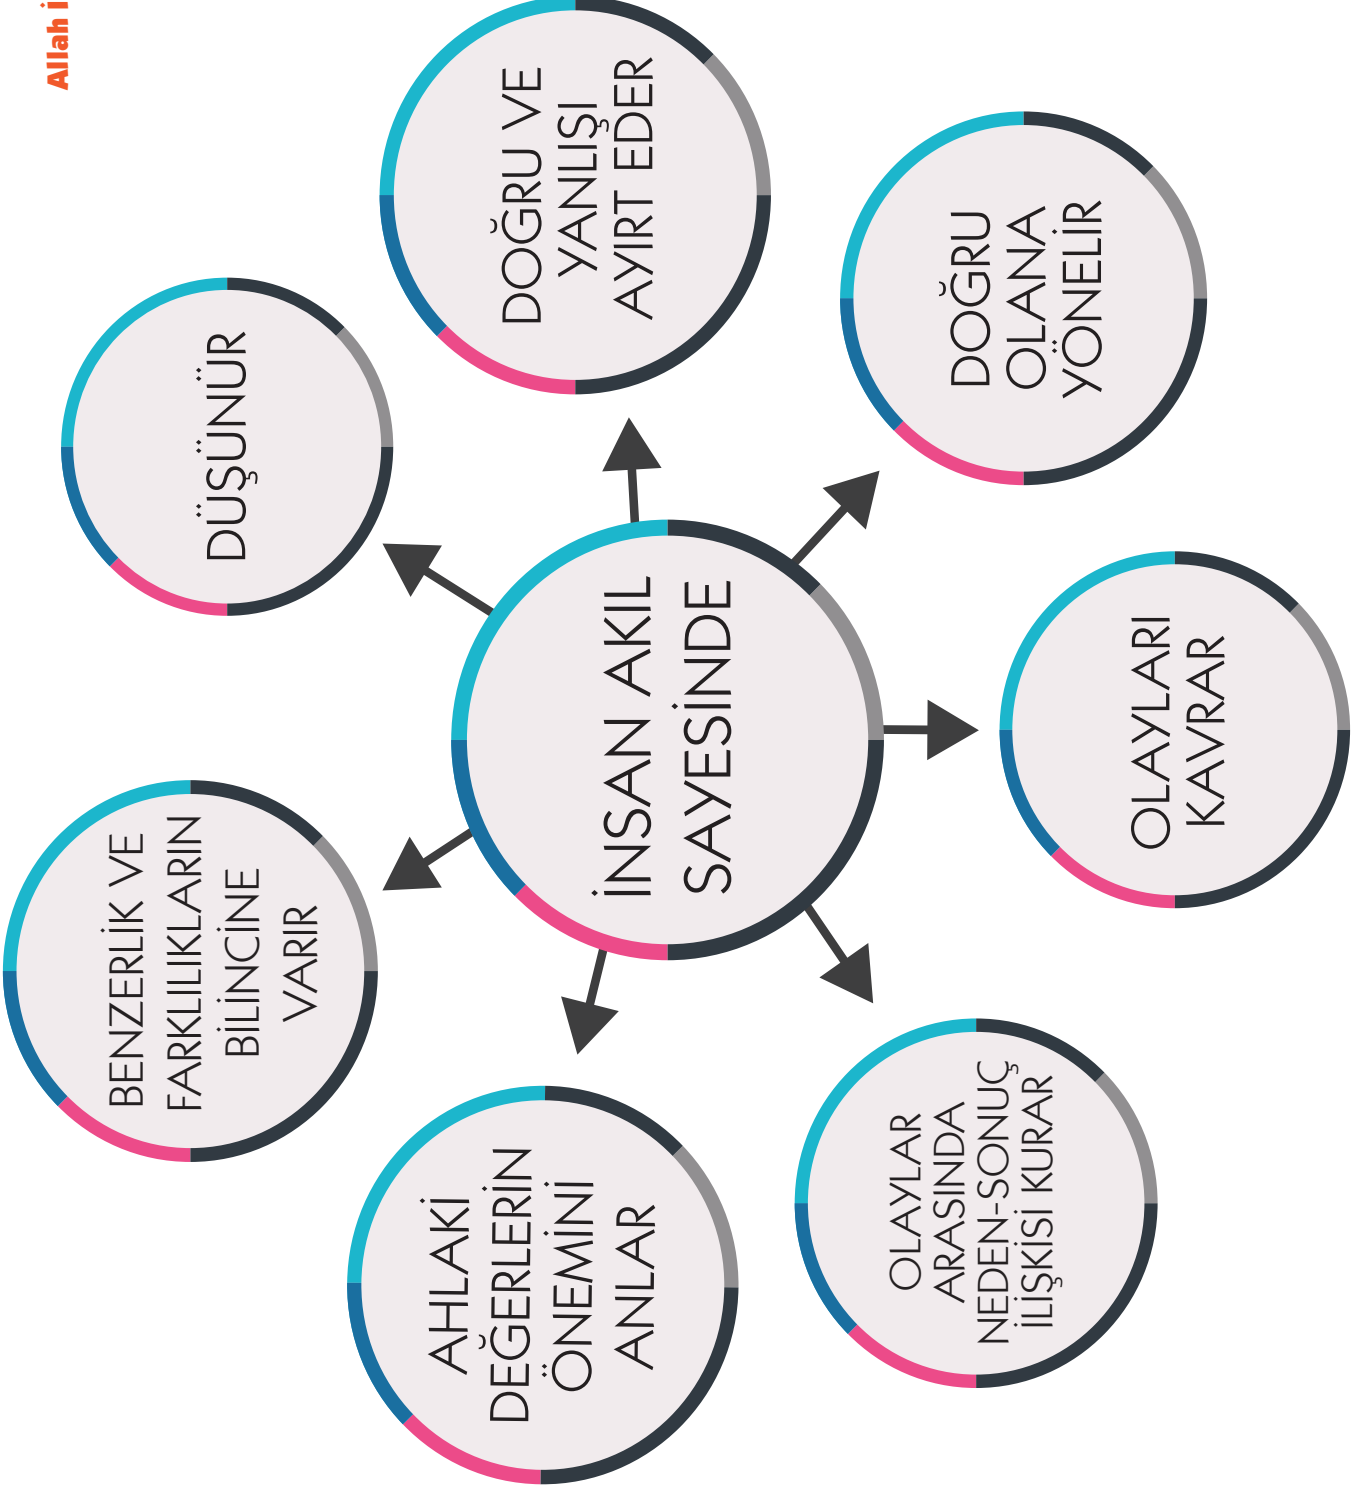 Allah İ
İNSAN AKIL
SAYESİNDE
DÜŞÜNÜR
DOĞRU VE
YANLIŞI
AYIRT EDER
DOĞRU
OLANA
YÖNELİR
OLAYLARI
KAVRAR
OLAYLAR
ARASINDA
NEDEN-SONUÇ
İLİŞKİSİ KURAR
AHLAKİ
DEĞERLERİN
ÖNEMİNİ
ANLAR
BENZERLİK VE
FARKLILIKLARIN
BİLİNCİNE
VARIR